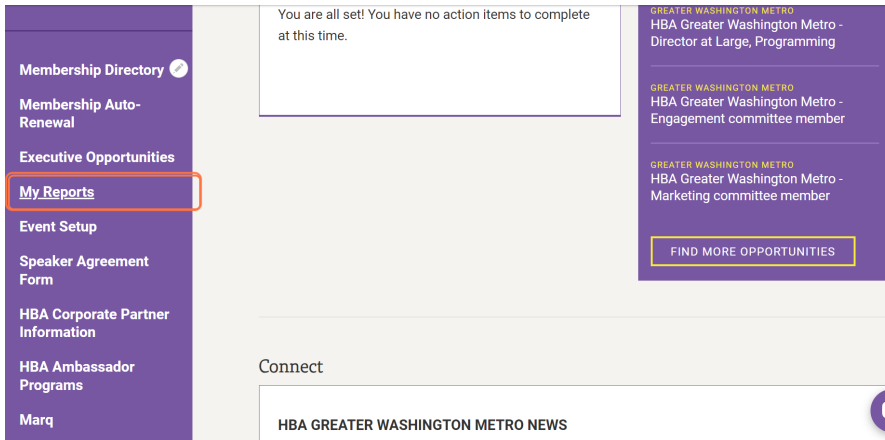 Membership Directory
Membership Auto-
Renewal
Executive Opportunities
My Reports
Event Setup
Speaker Agreement
Form
HBA Corporate Partner
Information
HBA Ambassador
Programs
Marq
You are all set! You have no action items to complete
at this time.
GREATER WASHINGTON METRO
HBA Greater Washington Metro -
Director at Large, Programming
GREATER WASHINGTON METRO
HBA Greater Washington Metro -
Engagement committee member
GREATER WASHINGTON METRO
HBA Greater Washington Metro -
Marketing committee member
FIND MORE OPPORTUNITIES
Connect
HBA GREATER WASHINGTON METRO NEWS